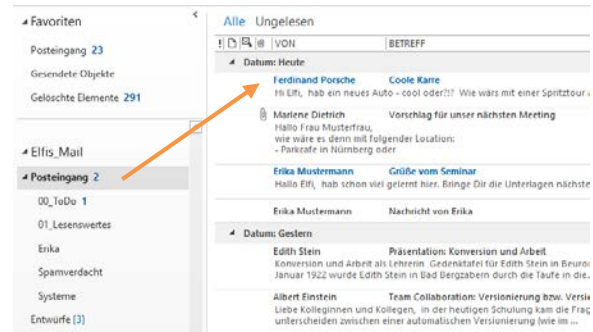 Favoriten
Posteingang 23
Gesendete Objekte
Gelöschte Elemente 291
Elfis_Mail
Posteingang 2
00_ToDo 1
01_Lesenswertes
Erika
Spamverdacht
Systeme
Entwürfe [3]
Alle Ungelesen
! VON BETREFF
Datum: Heute
Ferdinand Porsche Coole Karre
Hi Elfi, hab ein neues Auto - cool oder?!? Wie wärs mit einer Spritztour
Marlene Dietrich Vorschlag für unser nächsten Meeting
Hallo Frau Musterfrau,
wie wäre es denn mit folgender Location:
- Parkcafe in Nürnberg oder
Erika Mustermann Grüße vom Seminar
Hallo Elfi, hab schon viel gelernt hier. Bringe Dir die Unterlagen nächste
Erika Mustermann Nachricht von Erika
Datum: Gestern
Edith Stein Präsentation: Konversion und Arbeit
Konversion und Arbeit als Lehrerin Gedenktafel für Edith Stein in Beuron
Januar 1922 wurde Edith Stein in Bad Bergzabern durch die Taufe in die..
Albert Einstein Team Collaboration: Versionierung bzw. Versi
Liebe Kolleginnen und Kollegen, in der heutigen Schulung kam die Frag
unterscheiden zwischen einer automatischen Versionierung (wie im ...